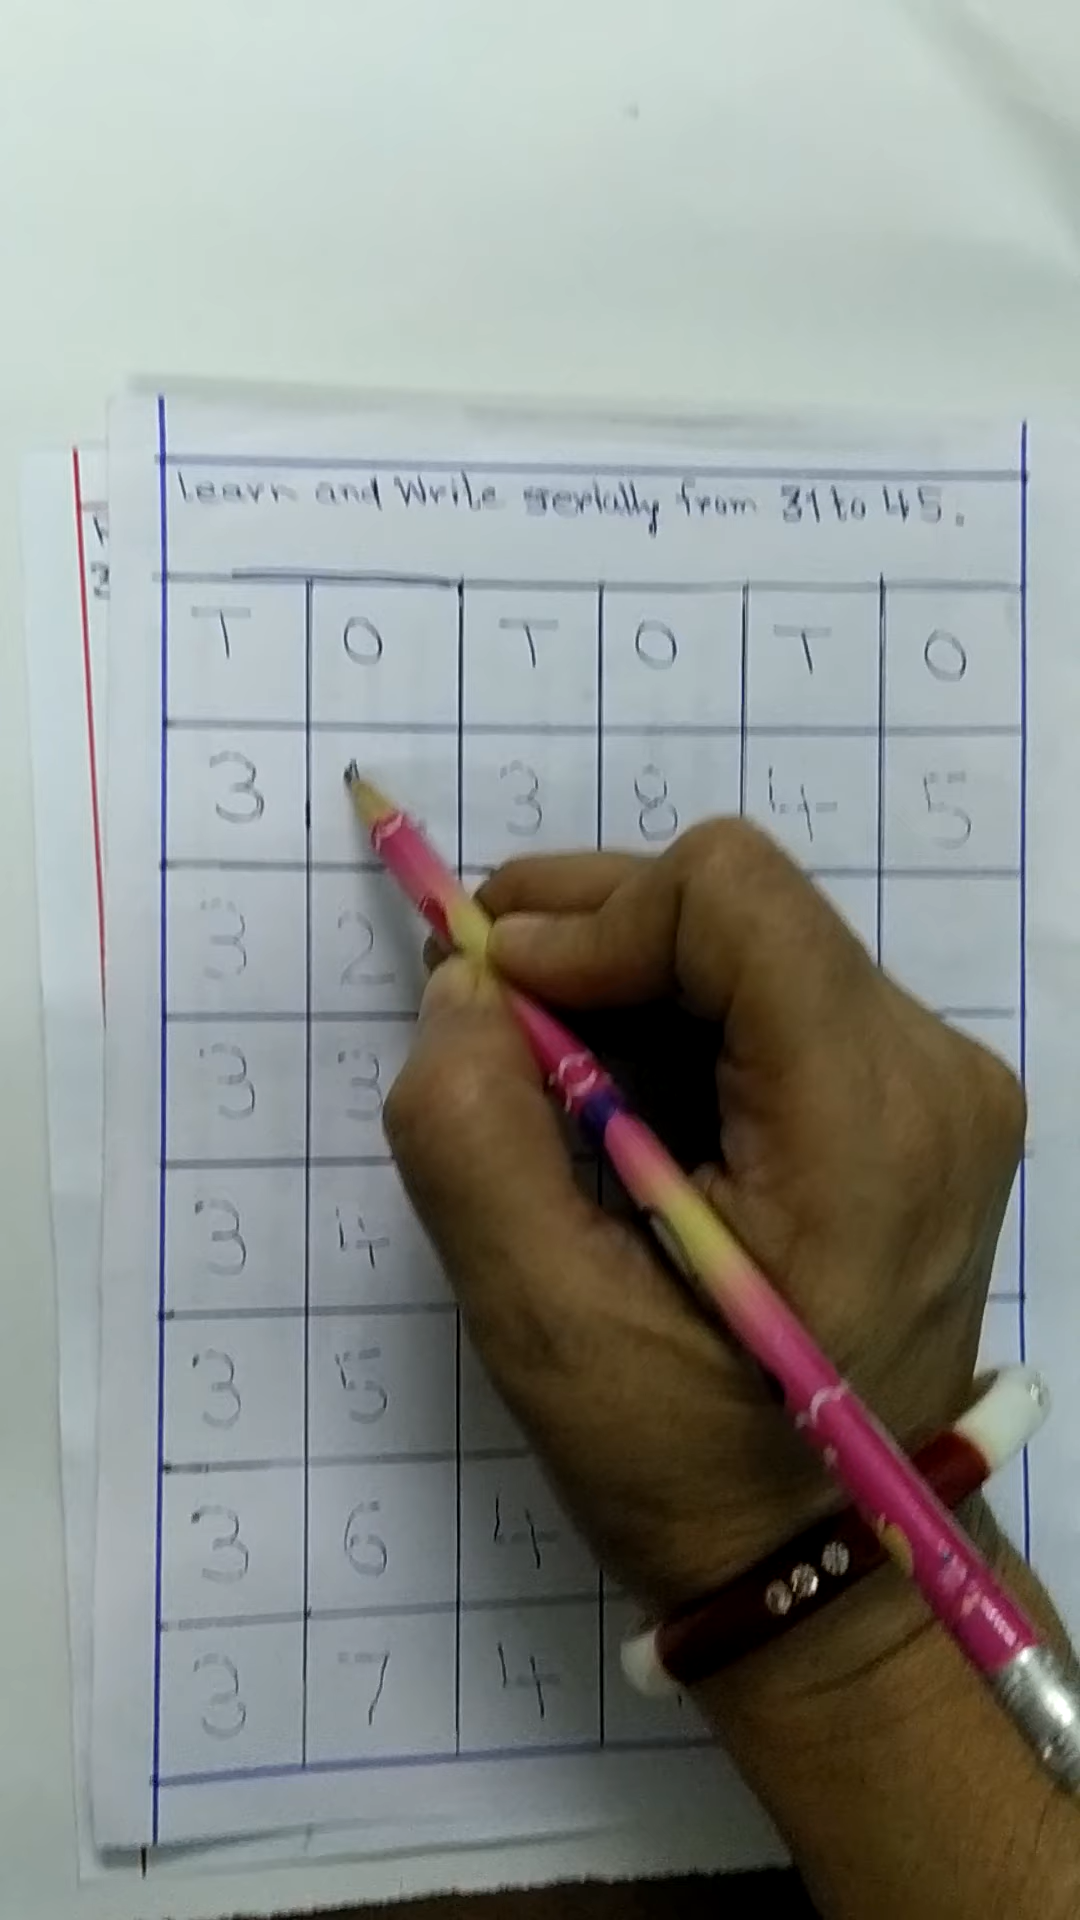 Learn and Write serially from 31 to 45.
T O T O T O
3 3 8 4 5
3 2
3 3
3 4
3 5
3 6 4
3 7 4